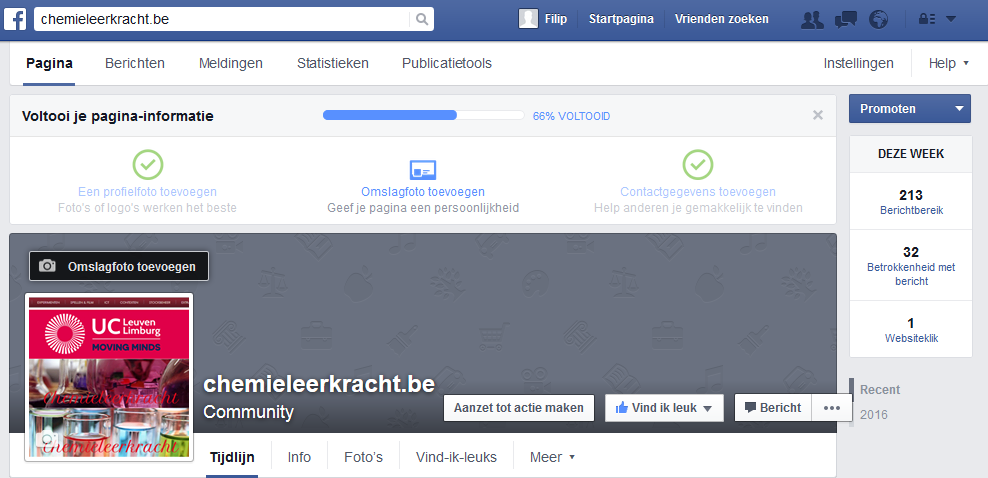 chemieleerkracht.be
Filip
Startpagina
Vrienden zoeken
Pagina
Berichten
Meldingen
Statistieken
Publicatietools
Instellingen
Help
Voltooi je pagina-informatie
66% VOLTOOID
Een profielfoto toevoegen
Foto's of logo's werken het beste
Omslagfoto toevoegen
Geef je pagina een persoonlijkheid
Contactgegevens toevoegen
Help anderen je gemakkelijk te vinden
Promoten
DEZE WEEK
213
Berichtbereik
32
Betrokkenheid met
bericht
1
Websiteklik
Recent
2016
Omslagfoto toevoegen
UC Leuven
Limburg
MOVING MINDS
Chemieleerkracht
chemieleerkracht
chemieleerkracht.be
Community
Aanzet tot actie maken
Vind ik leuk
Bericht
Tijdlijn
Info
Foto's
Vind-ik-leuks
Meer